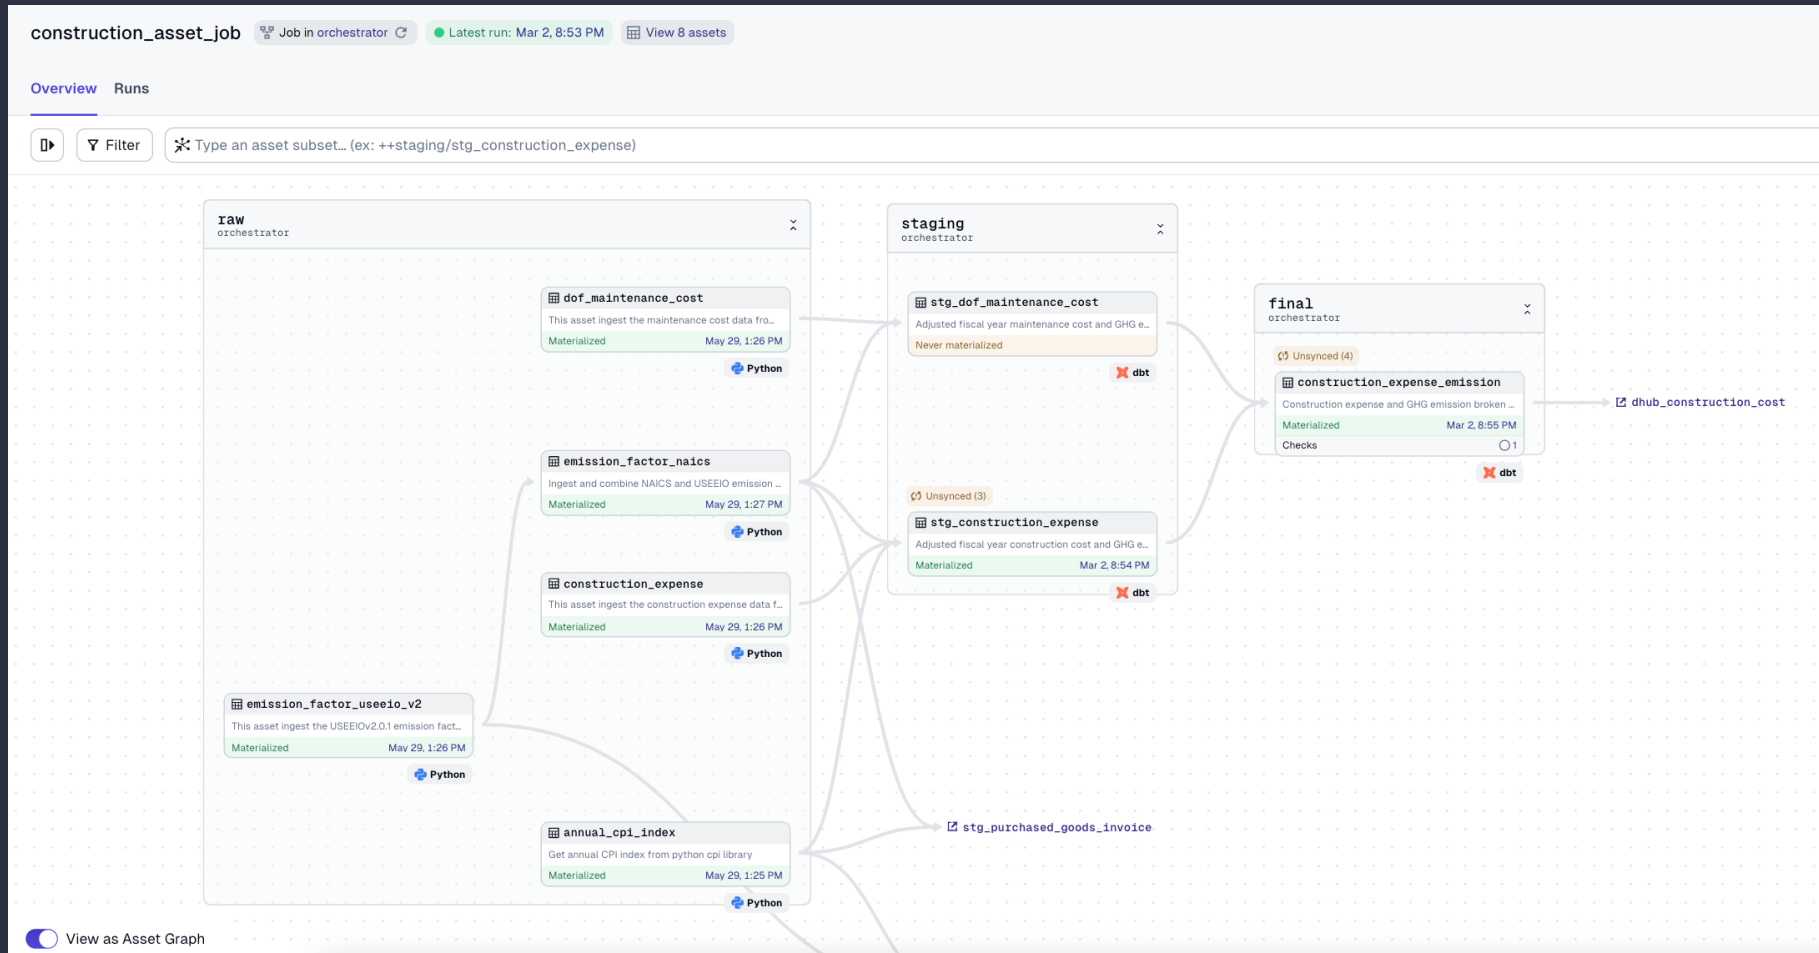 construction_asset_job
Job in orchestrator
Latest run: Mar 2, 8:53 PM
View 8 assets
Overview
Runs
Filter
Type an asset subset… (ex: ++staging/stg_construction_expense)
raw
orchestrator
dof_maintenance_cost
This asset ingest the maintenance cost data fro…
Materialized
May 29, 1:26 PM
Python
emission_factor_naics
Ingest and combine NAICS and USEEIO emission …
Materialized
May 29, 1:27 PM
Python
construction_expense
This asset ingest the construction expense data f…
Materialized
May 29, 1:26 PM
Python
emission_factor_useeio_v2
This asset ingest the USEEIOv2.0.1 emission fact…
Materialized
May 29, 1:26 PM
Python
annual_cpi_index
Get annual CPI index from python cpi library
Materialized
May 29, 1:25 PM
Python
staging
orchestrator
stg_dof_maintenance_cost
Adjusted fiscal year maintenance cost and GHG e…
Never materialized
dbt
Unsynced (3)
stg_construction_expense
Adjusted fiscal year construction cost and GHG e…
Materialized
Mar 2, 8:54 PM
dbt
final
orchestrator
Unsynced (4)
construction_expense_emission
Construction expense and GHG emission broken …
Materialized
Mar 2, 8:55 PM
Checks
1
dbt
dhub_construction_cost
stg_purchased_goods_invoice
View as Asset Graph